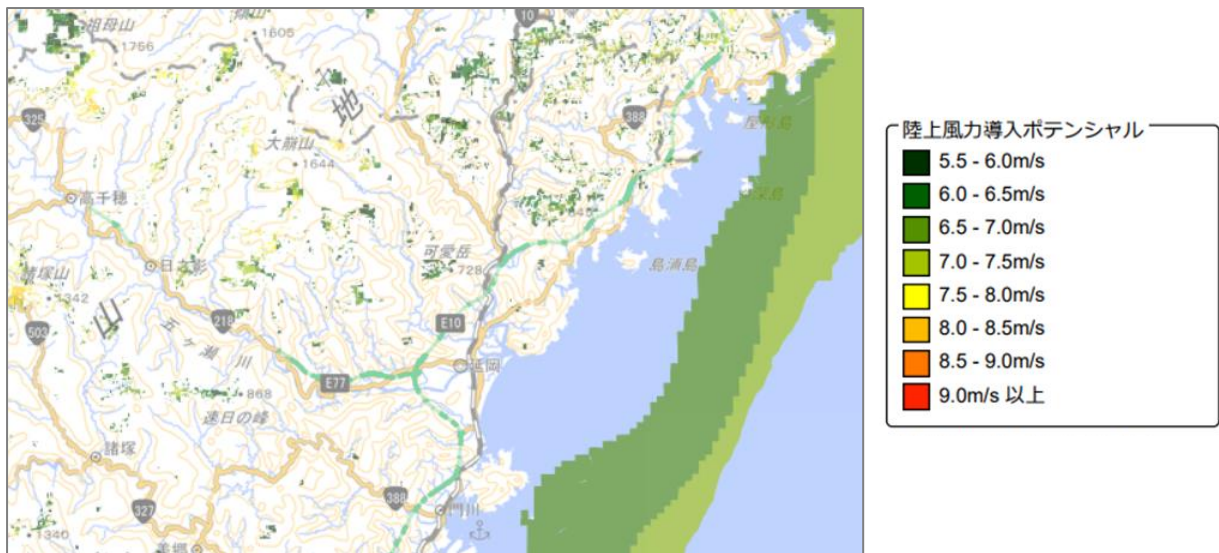 祖母山
1756
1605
10
地
388
屋形島
325
大崩山
1644
深島
高千穂
645
可愛岳
728
島浦島
日之影
諸塚山
1342
山
503
218
五ヶ瀬川
E10
延岡
E77
868
速日の峰
諸塚
327
388
門川
1340
美郷
陸上風力導入ポテンシャル
5.5 - 6.0m/s
6.0 - 6.5m/s
6.5 - 7.0m/s
7.0 - 7.5m/s
7.5 - 8.0m/s
8.0 - 8.5m/s
8.5 - 9.0m/s
9.0m/s 以上